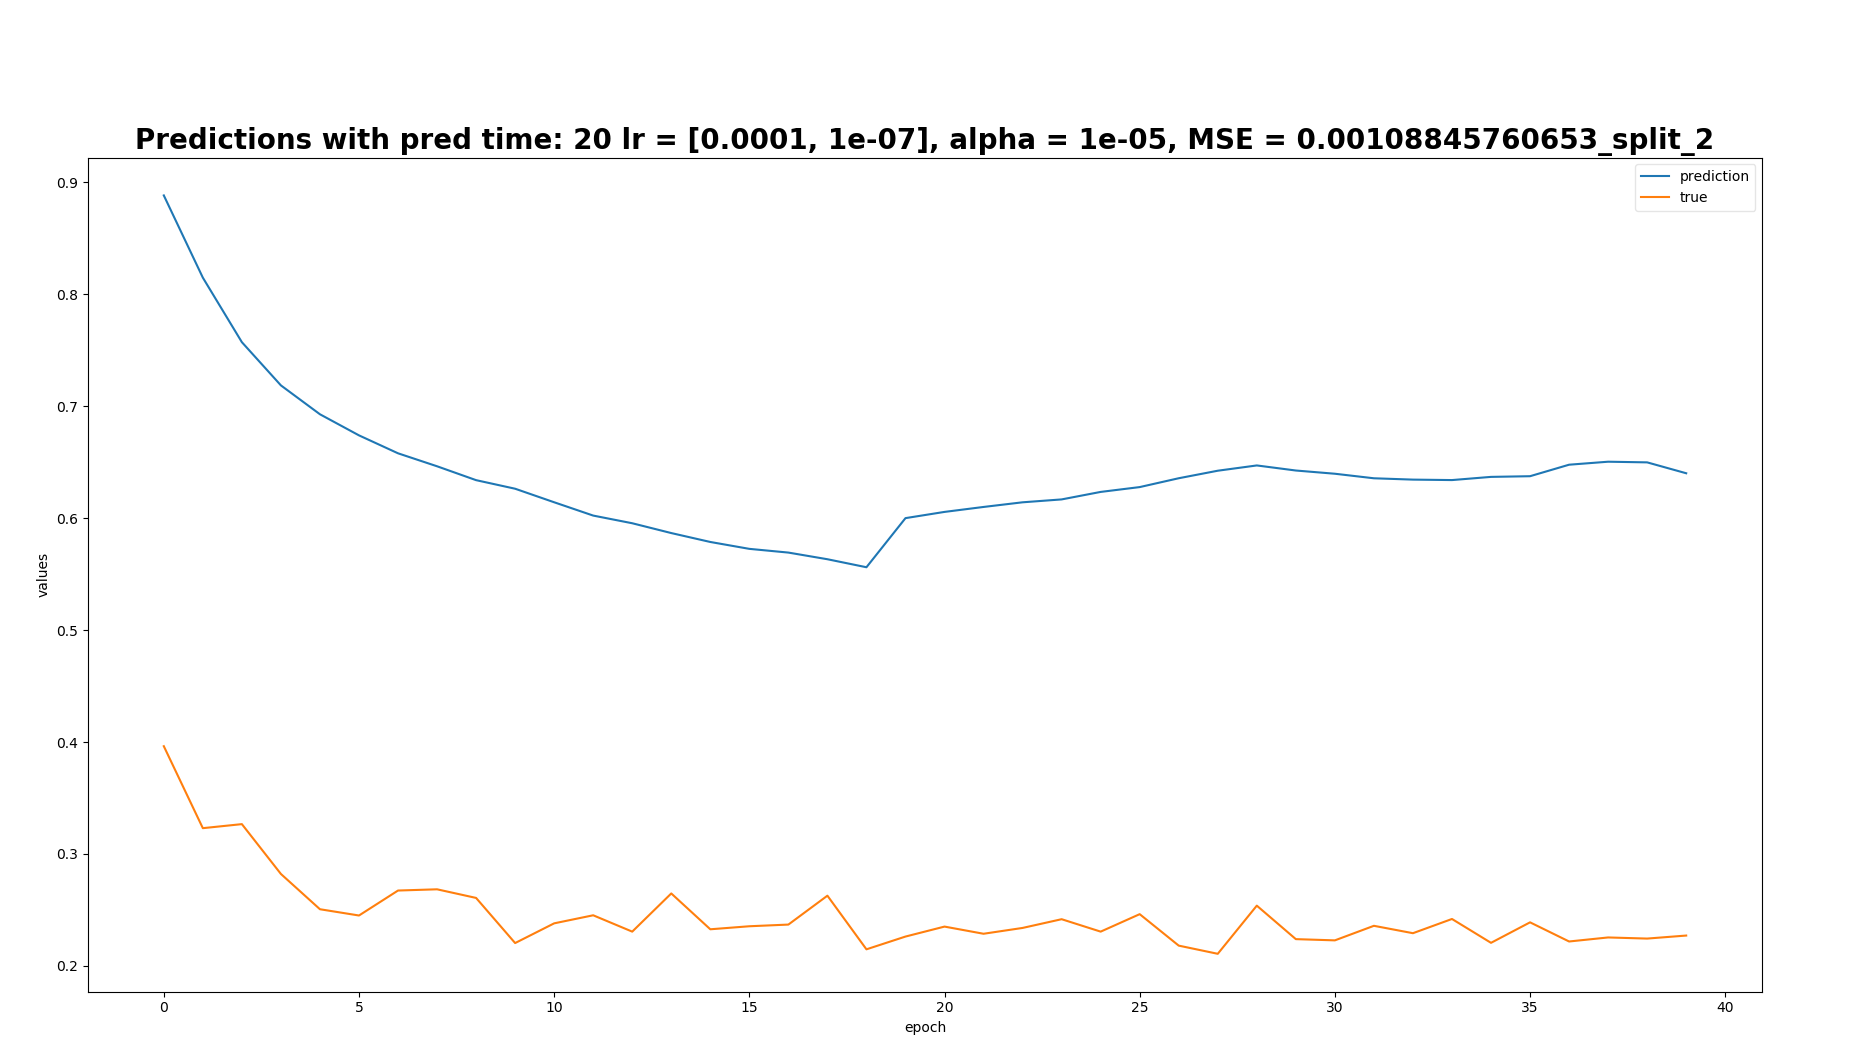 Predictions with pred time: 20 lr = [0.0001, 1e-07], alpha = 1e-05, MSE = 0.00108845760653_split_2
prediction
true
0.9
0.8
0.7
0.6
0.5
0.4
0.3
0.2
values
0 5 10 15 20 25 30 35 40
epoch